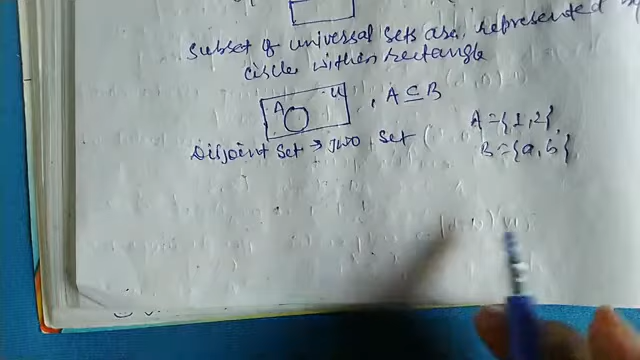 Subset of universal sets are, represented
circle within rectangle
A U , A ⊆ B
A = {1, 2},
Disjoint set → Two set (
B = {a, b},